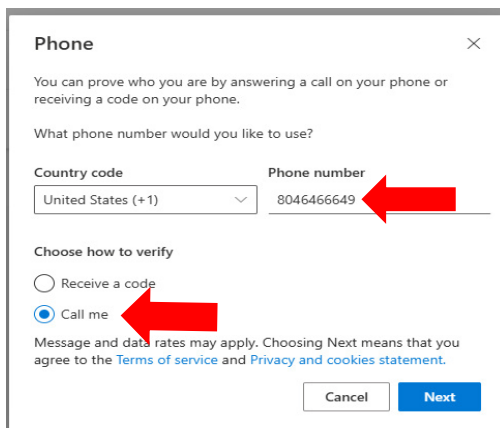 Phone
You can prove who you are by answering a call on your phone or
receiving a code on your phone.
What phone number would you like to use?
Country code Phone number
United States (+1) 8046466649
Choose how to verify
Receive a code
Call me
Message and data rates may apply. Choosing Next means that you
agree to the Terms of service and Privacy and cookies statement.
Cancel Next